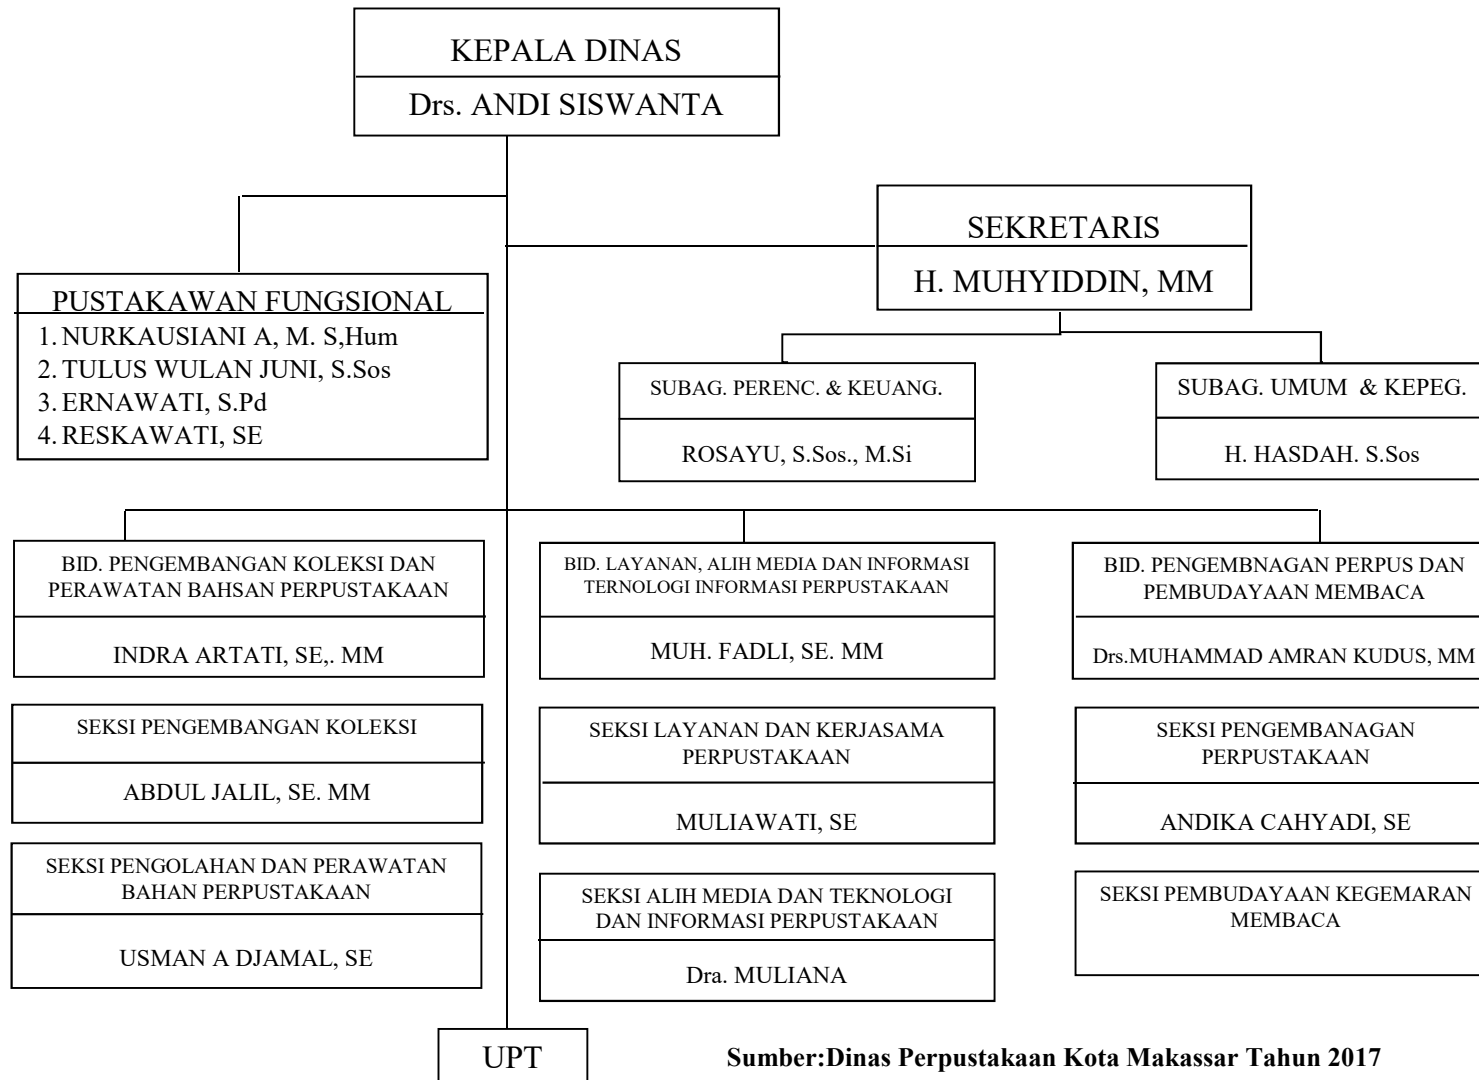 KEPALA DINAS
Drs. ANDI SISWANTA
SEKRETARIS
H. MUHYIDDIN, MM
PUSTAKAWAN FUNGSIONAL
1. NURKAUSIANI A, M. S,Hum
2. TULUS WULAN JUNI, S.Sos
3. ERNAWATI, S.Pd
4. RESKAWATI, SE
SUBAG. PERENC. & KEUANG.
ROSAYU, S.Sos., M.Si
SUBAG. UMUM & KEPEG.
H. HASDAH. S.Sos
BID. PENGEMBANGAN KOLEKSI DAN
PERAWATAN BAHSAN PERPUSTAKAAN
INDRA ARTATI, SE,. MM
BID. LAYANAN, ALIH MEDIA DAN INFORMASI
TERNOLOGI INFORMASI PERPUSTAKAAN
MUH. FADLI, SE. MM
BID. PENGEMBNAGAN PERPUS DAN
PEMBUDAYAAN MEMBACA
Drs.MUHAMMAD AMRAN KUDUS, MM
SEKSI PENGEMBANGAN KOLEKSI
ABDUL JALIL, SE. MM
SEKSI LAYANAN DAN KERJASAMA
PERPUSTAKAAN
MULIAWATI, SE
SEKSI PENGEMBANAGAN
PERPUSTAKAAN
ANDIKA CAHYADI, SE
SEKSI PENGOLAHAN DAN PERAWATAN
BAHAN PERPUSTAKAAN
USMAN A DJAMAL, SE
SEKSI ALIH MEDIA DAN TEKNOLOGI
DAN INFORMASI PERPUSTAKAAN
Dra. MULIANA
SEKSI PEMBUDAYAAN KEGEMARAN
MEMBACA
UPT
Sumber:Dinas Perpustakaan Kota Makassar Tahun 2017